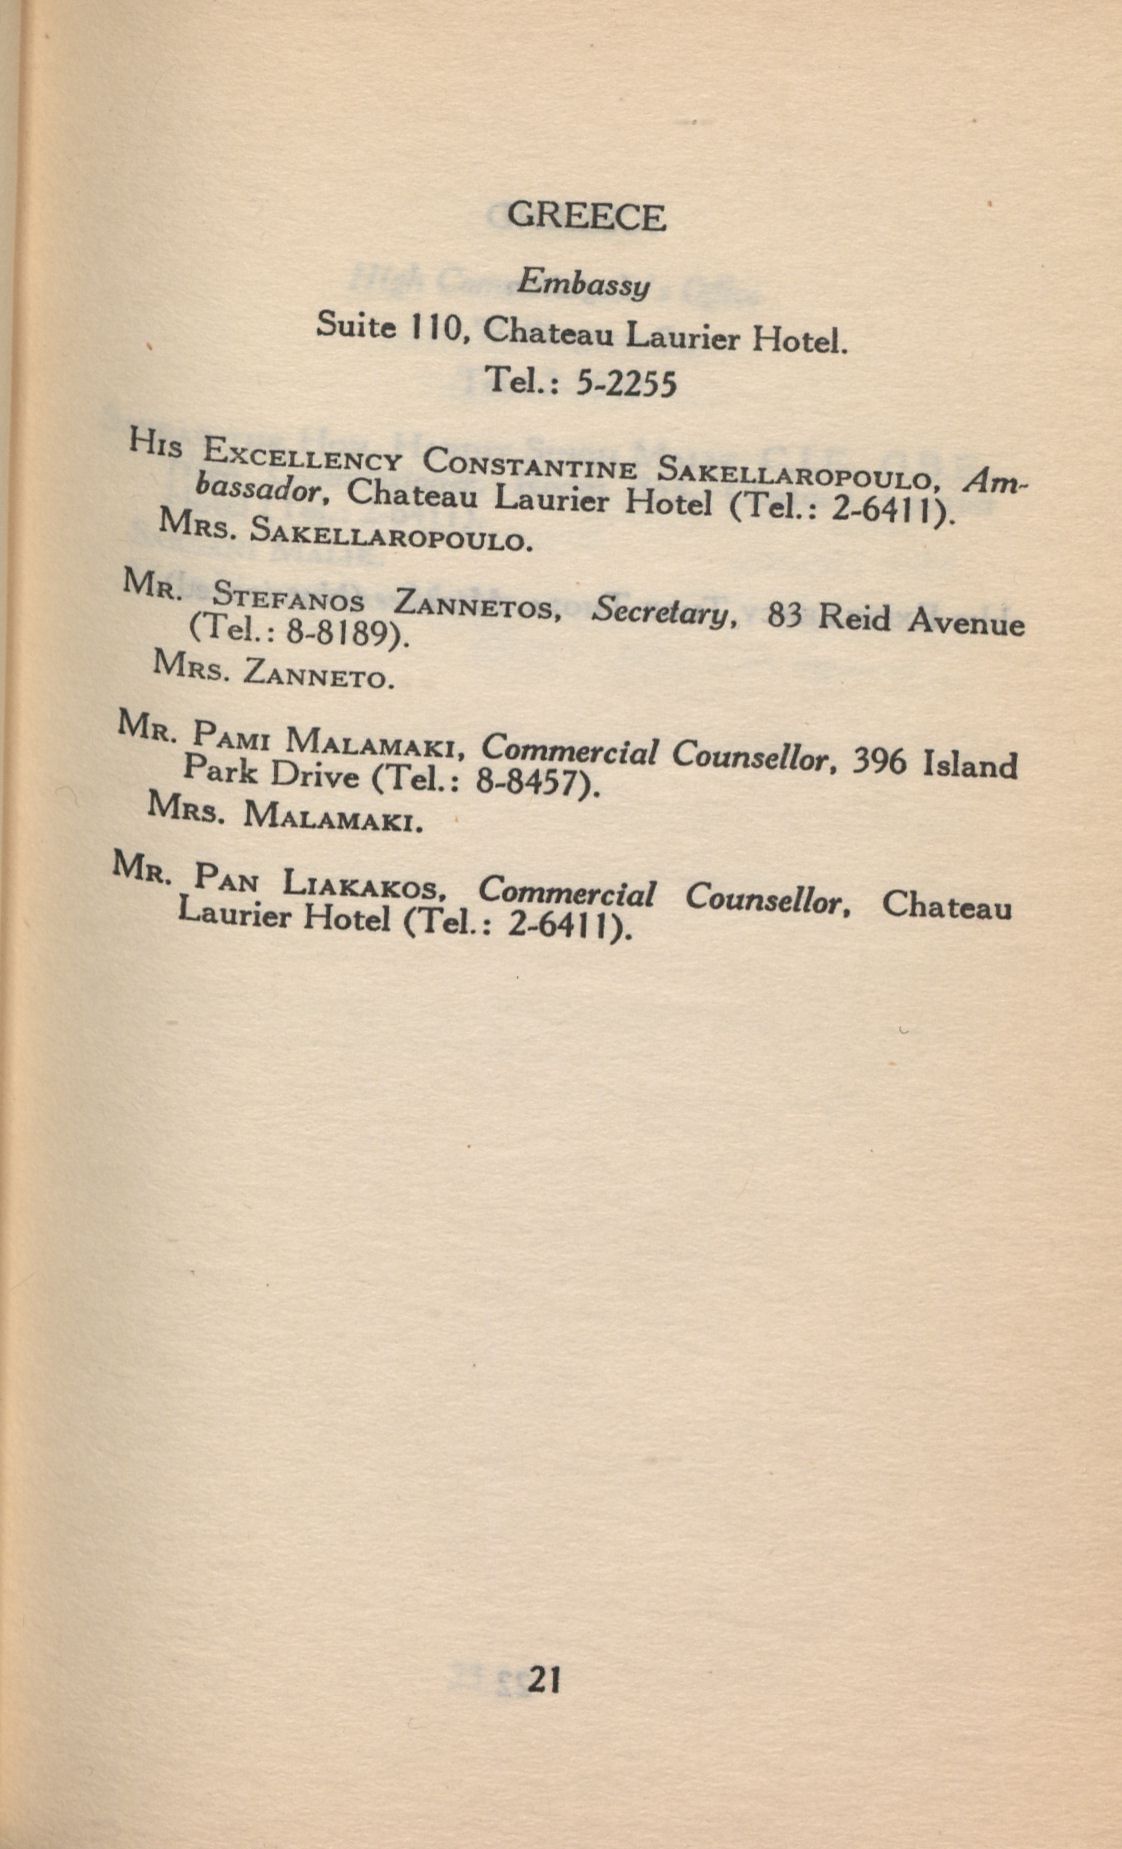 GREECE
Embassy
Suite 110, Chateau Laurier Hotel.
Tel.: 5-2255
HIS EXCELLENCY CONSTANTINE SAKELLAROPOULO, Am-
bassador, Chateau Laurier Hotel (Tel.: 2-6411).
MRS. SAKELLAROPOULO.
MR. STEFANOS ZANNETOS, Secretary, 83 Reid Avenue
(Tel.: 8-8189).
MRS. ZANNETO.
MR. PAMI MALAMAKI, Commercial Counsellor, 396 Island
Park Drive (Tel.: 8-8457).
MRS. MALAMAKI.
MR. PAN LIAKAKOS, Commercial Counsellor, Chateau
Laurier Hotel (Tel.: 2-6411).
21